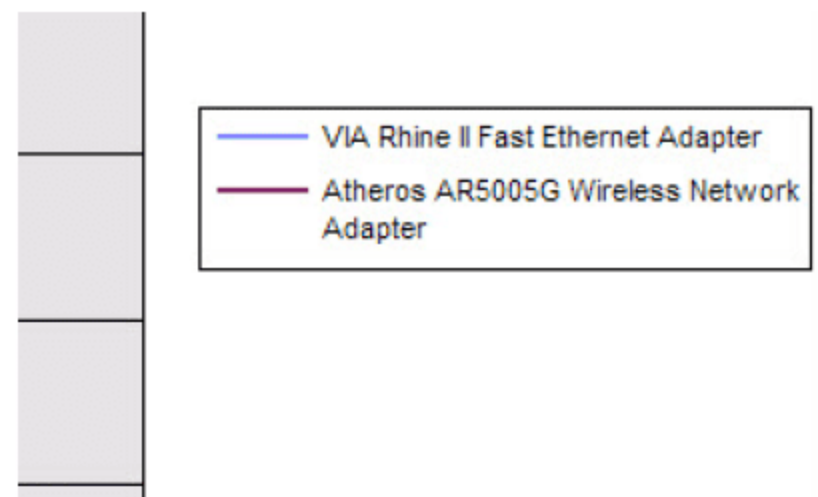 VIA Rhine II Fast Ethernet Adapter
Atheros AR5005G Wireless Network
Adapter